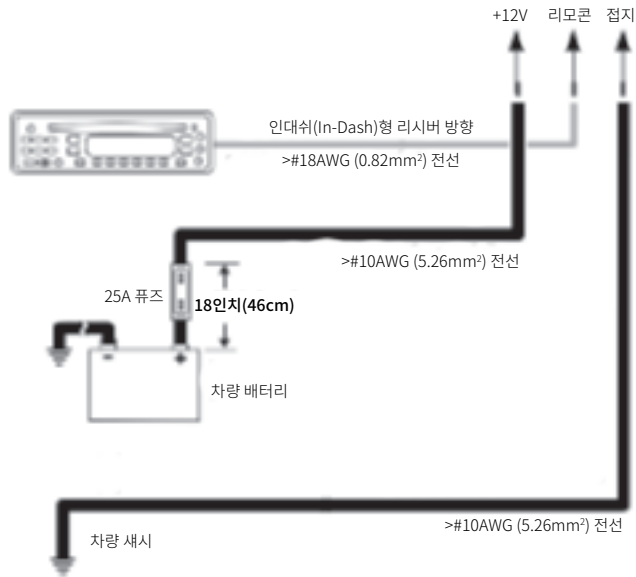 +12V 리모콘 접지
인대쉬(In-Dash)형 리시버 방향
>#18AWG (0.82mm²) 전선
>#10AWG (5.26mm²) 전선
25A 퓨즈
18인치(46cm)
차량 배터리
>#10AWG (5.26mm²) 전선
차량 섀시